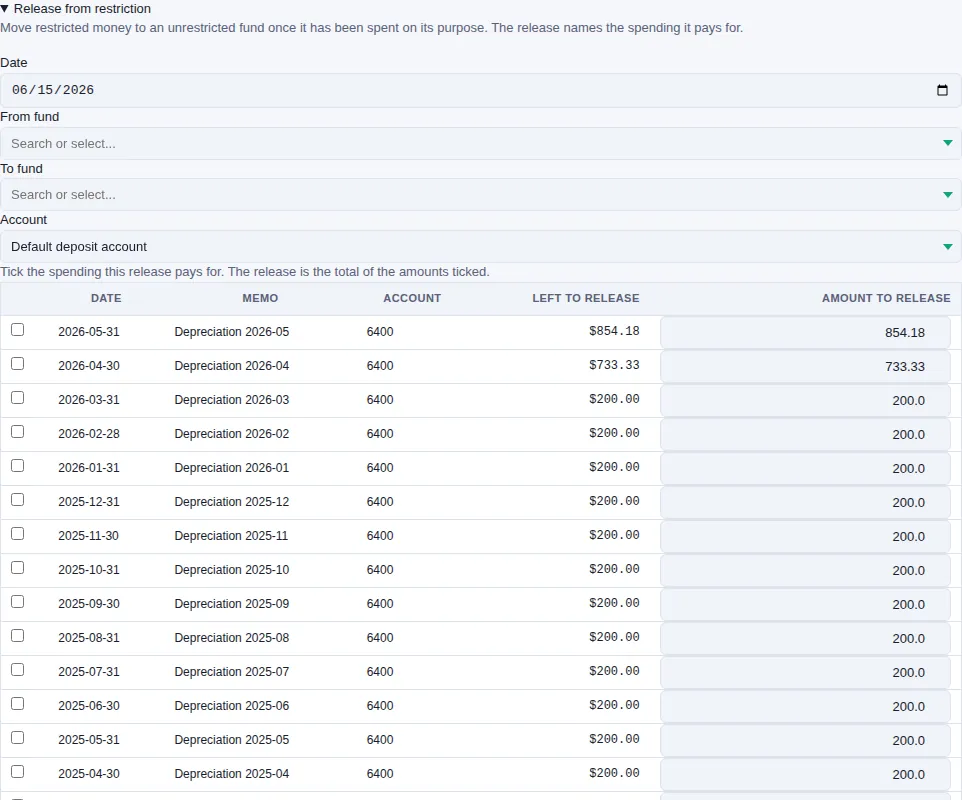 Release from restriction
Move restricted money to an unrestricted fund once it has been spent on its purpose. The release names the spending it pays for.
Date
06/15/2026
From fund
Search or select...
To fund
Search or select...
Account
Default deposit account
Tick the spending this release pays for. The release is the total of the amounts ticked.
DATE MEMO ACCOUNT LEFT TO RELEASE AMOUNT TO RELEASE
2026-05-31 Depreciation 2026-05 6400 $854.18 854.18
2026-04-30 Depreciation 2026-04 6400 $733.33 733.33
2026-03-31 Depreciation 2026-03 6400 $200.00 200.0
2026-02-28 Depreciation 2026-02 6400 $200.00 200.0
2026-01-31 Depreciation 2026-01 6400 $200.00 200.0
2025-12-31 Depreciation 2025-12 6400 $200.00 200.0
2025-11-30 Depreciation 2025-11 6400 $200.00 200.0
2025-10-31 Depreciation 2025-10 6400 $200.00 200.0
2025-09-30 Depreciation 2025-09 6400 $200.00 200.0
2025-08-31 Depreciation 2025-08 6400 $200.00 200.0
2025-07-31 Depreciation 2025-07 6400 $200.00 200.0
2025-06-30 Depreciation 2025-06 6400 $200.00 200.0
2025-05-31 Depreciation 2025-05 6400 $200.00 200.0
2025-04-30 Depreciation 2025-04 6400 $200.00 200.0